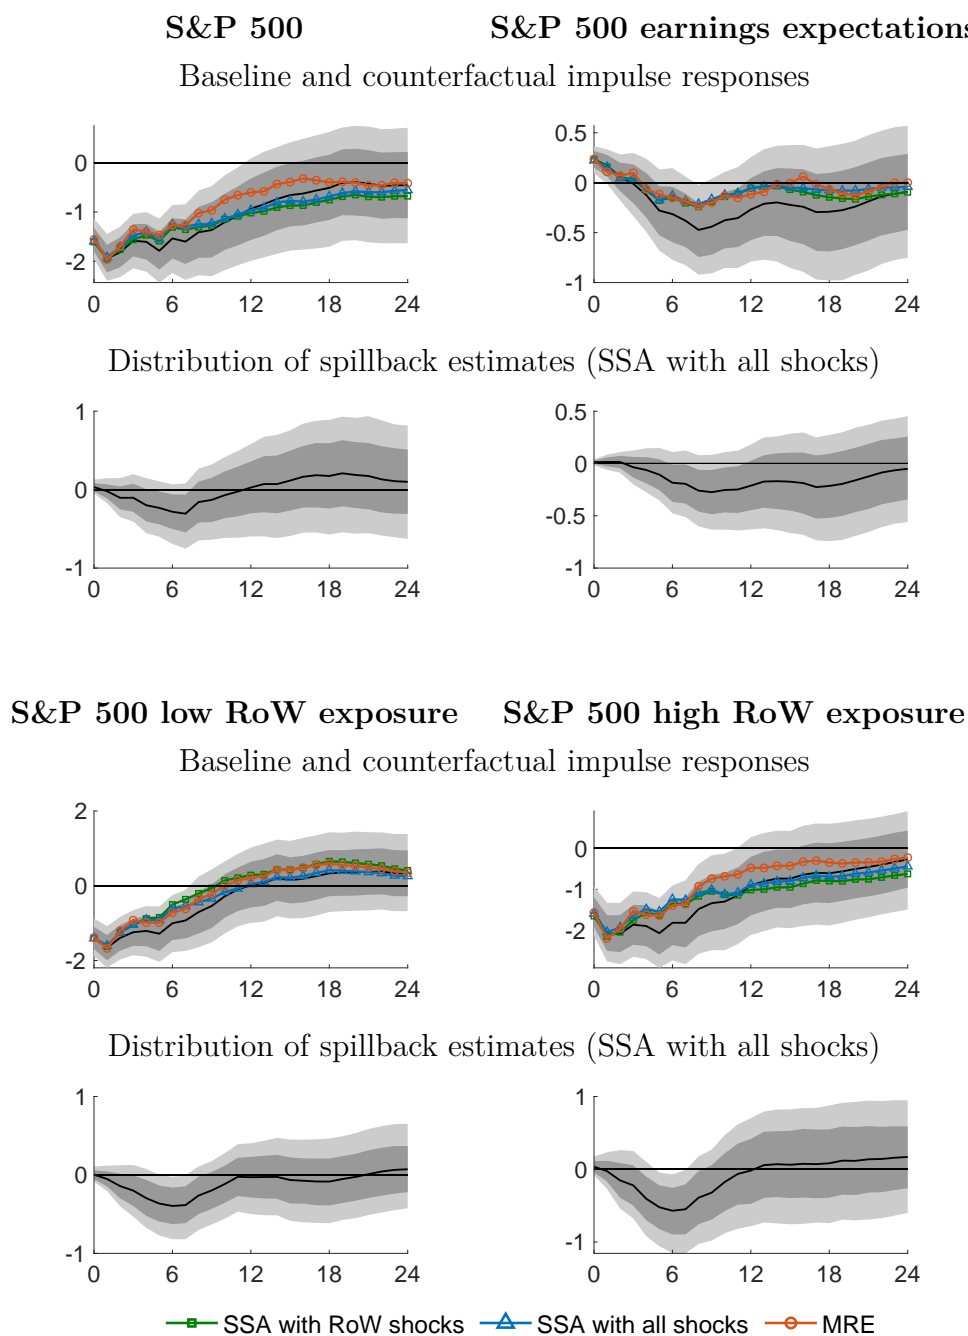 S&P 500 S&P 500 earnings expectations
Baseline and counterfactual impulse responses
0
-1
-2
0 6 12 18 24
0.5
0
-0.5
-1
0 6 12 18 24
Distribution of spillback estimates (SSA with all shocks)
1
0
-1
0 6 12 18 24
0.5
0
-0.5
-1
0 6 12 18 24
S&P 500 low RoW exposure S&P 500 high RoW exposure
Baseline and counterfactual impulse responses
2
0
-2
0 6 12 18 24
0
-1
-2
0 6 12 18 24
Distribution of spillback estimates (SSA with all shocks)
1
0
-1
0 6 12 18 24
1
0
-1
0 6 12 18 24
SSA with RoW shocks SSA with all shocks MRE